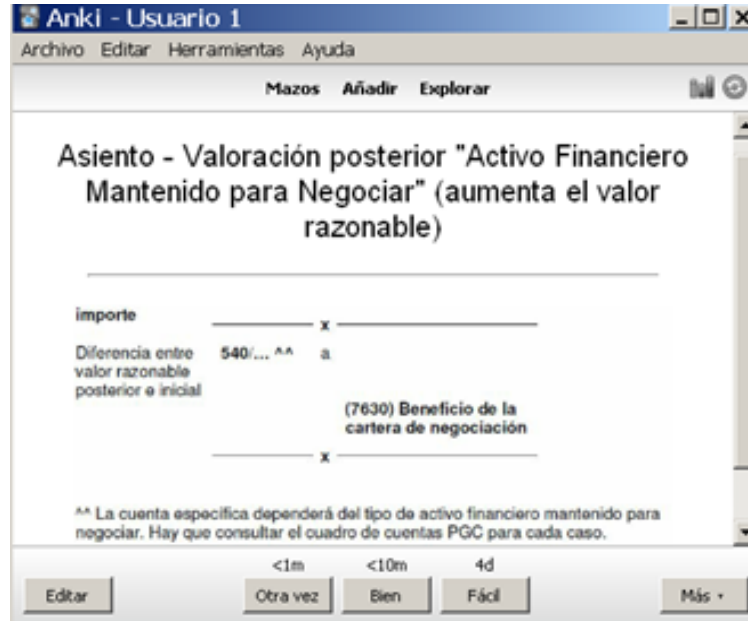 Anki - Usuario 1
Archivo Editar Herramientas Ayuda
Mazos Añadir Explorar
Asiento - Valoración posterior "Activo Financiero
Mantenido para Negociar" (aumenta el valor
razonable)
importe
x
Diferencia entre 540/... ^^ a
valor razonable
posterior e inicial
(7630) Beneficio de la
cartera de negociación
x
^^ La cuenta específica dependerá del tipo de activo financiero mantenido para
negociar. Hay que consultar el cuadro de cuentas PGC para cada caso.
<1m <10m 4d
Editar Otra vez Bien Fácil Más